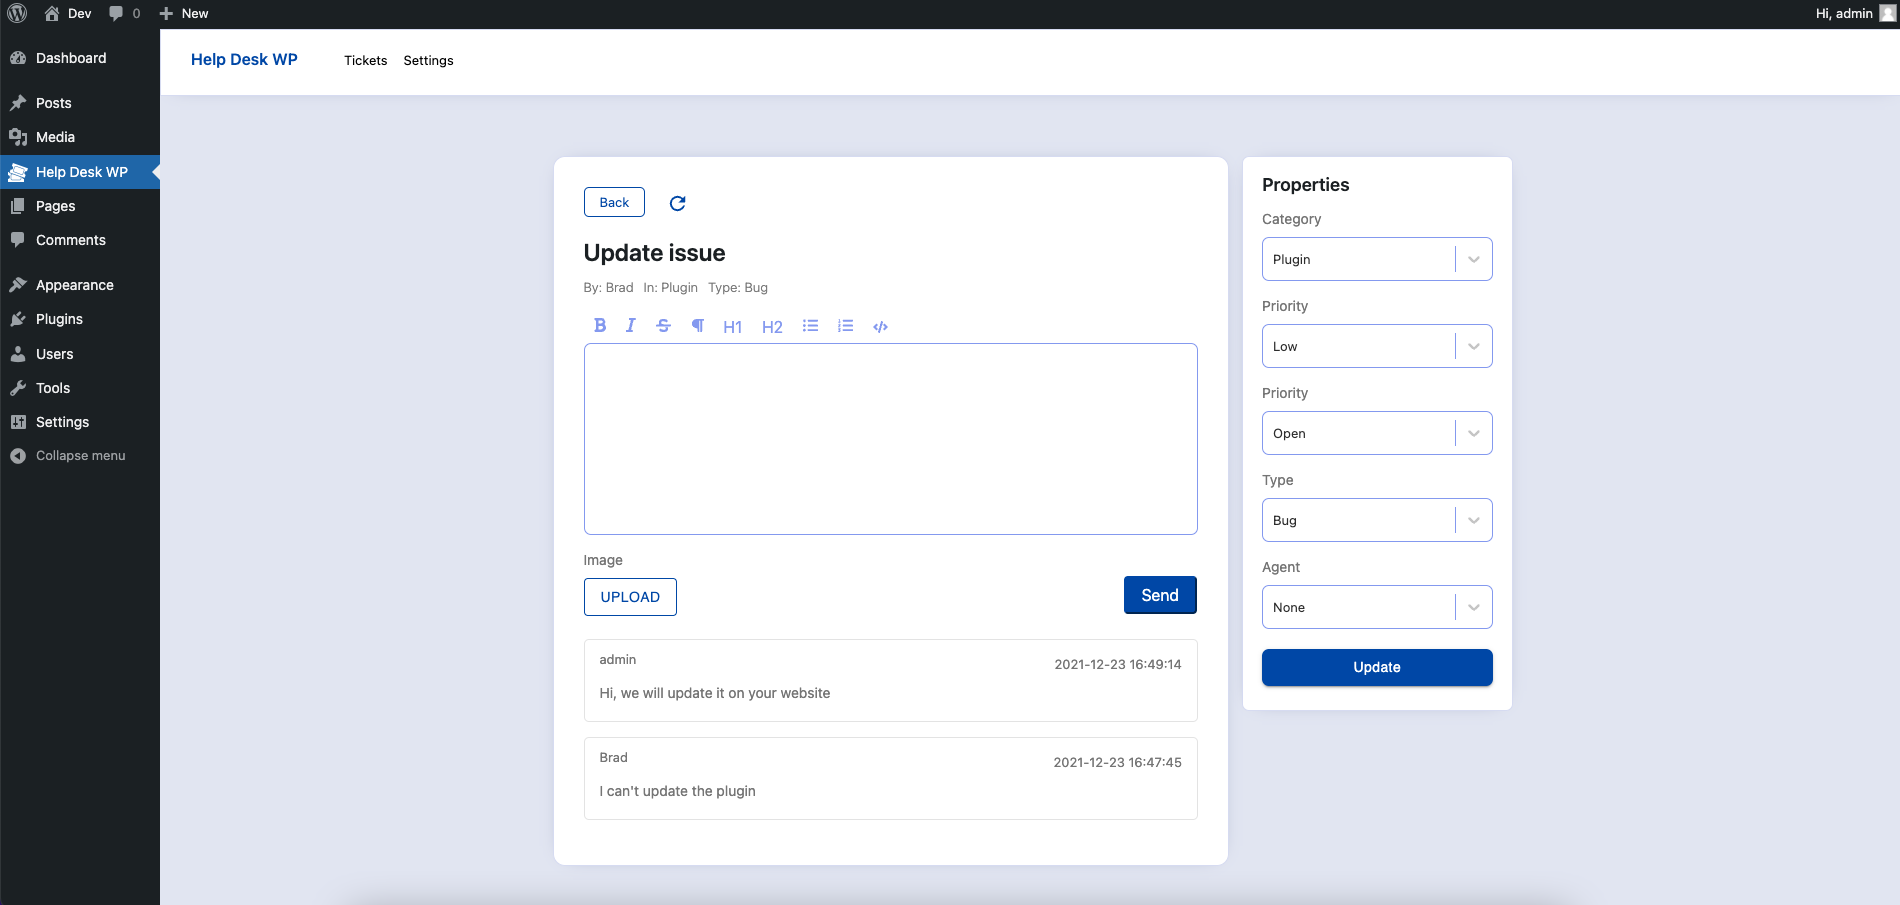 Dev
0
New
Hi, admin
Dashboard
Posts
Media
Help Desk WP
Pages
Comments
Appearance
Plugins
Users
Tools
Settings
Collapse menu
Help Desk WP
Tickets
Settings
Back
Update issue
By: Brad In: Plugin Type: Bug
B I S ¶ H1 H2 </>
Image
UPLOAD
Send
admin
2021-12-23 16:49:14
Hi, we will update it on your website
Brad
2021-12-23 16:47:45
I can't update the plugin
Properties
Category
Plugin
Priority
Low
Priority
Open
Type
Bug
Agent
None
Update